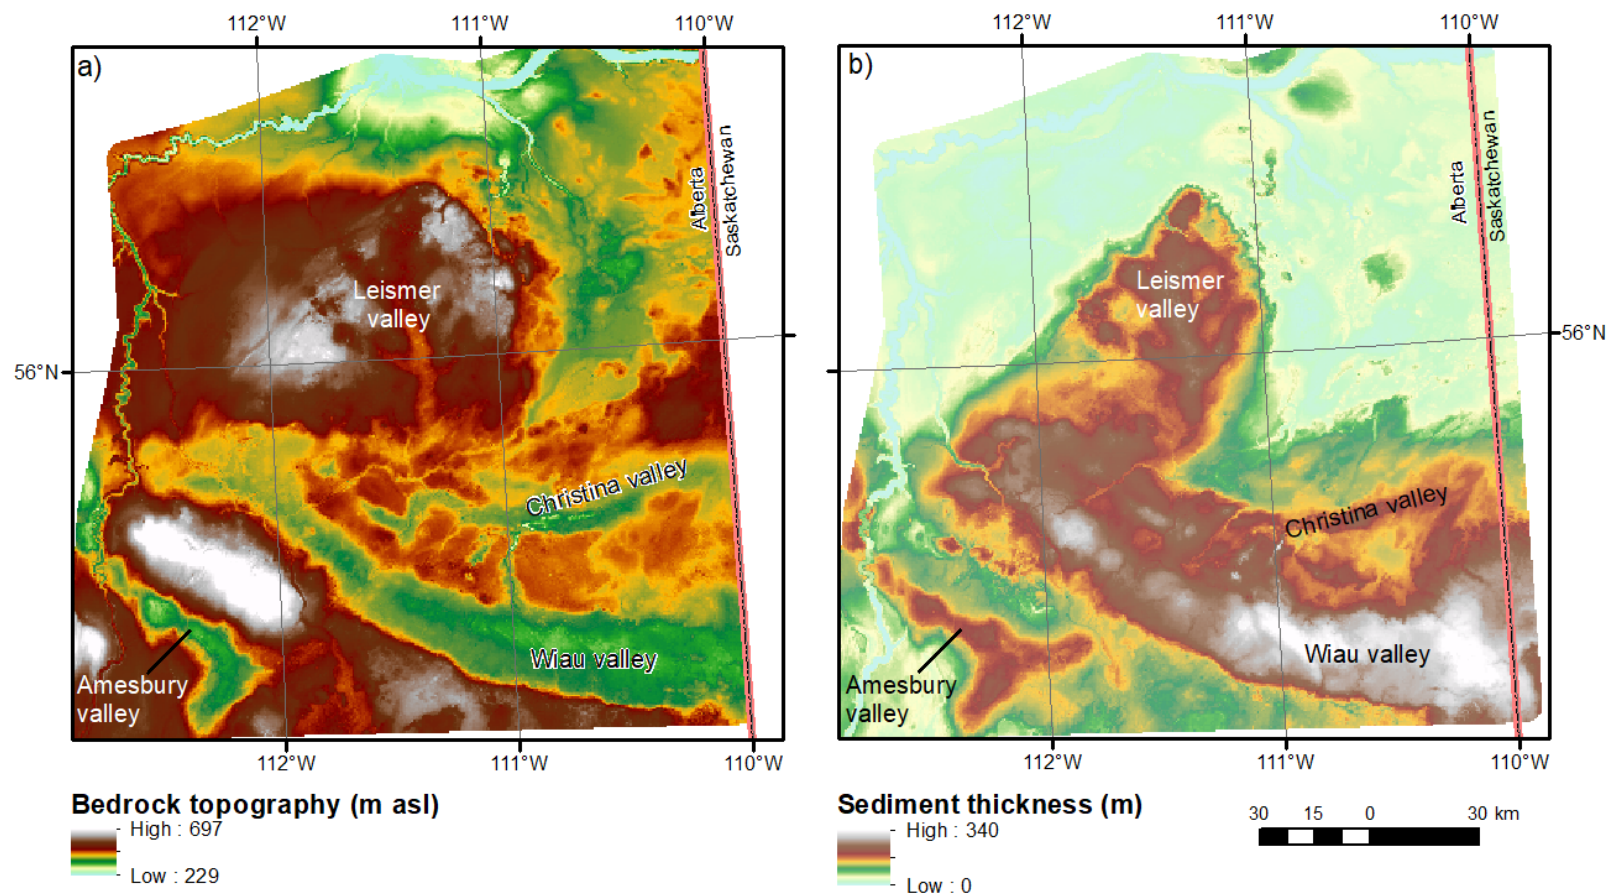 112°W 111°W 110°W
112°W 111°W 110°W
a)
b)
Alberta
Saskatchewan
Alberta
Saskatchewan
Leismer
valley
Leismer
valley
56°N
56°N
Christina valley
Christina valley
Wiau valley
Wiau valley
Amesbury
valley
Amesbury
valley
112°W 111°W 110°W
112°W 111°W 110°W
Bedrock topography (m asl)
High : 697
Low : 229
Sediment thickness (m)
High : 340
Low : 0
30 15 0 30 km